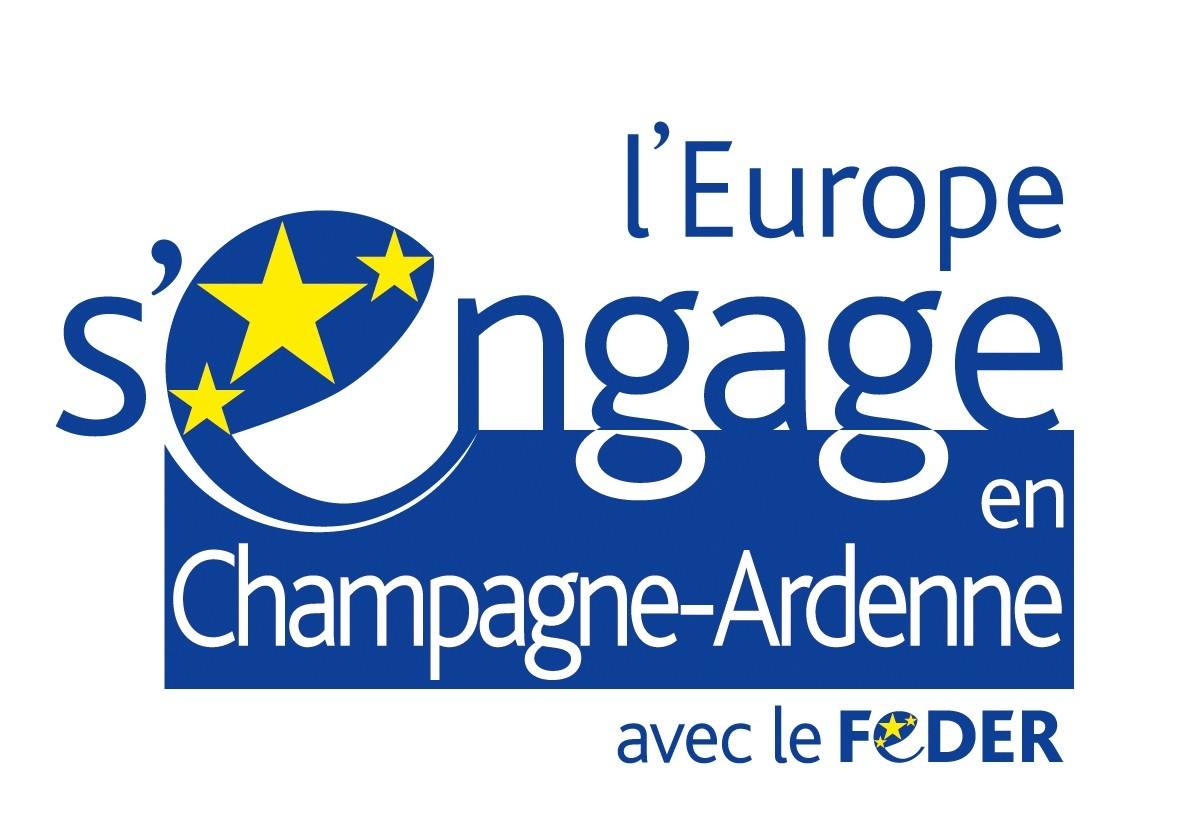 l'Europe
s'engage
en
Champagne-Ardenne
avec le FeDER